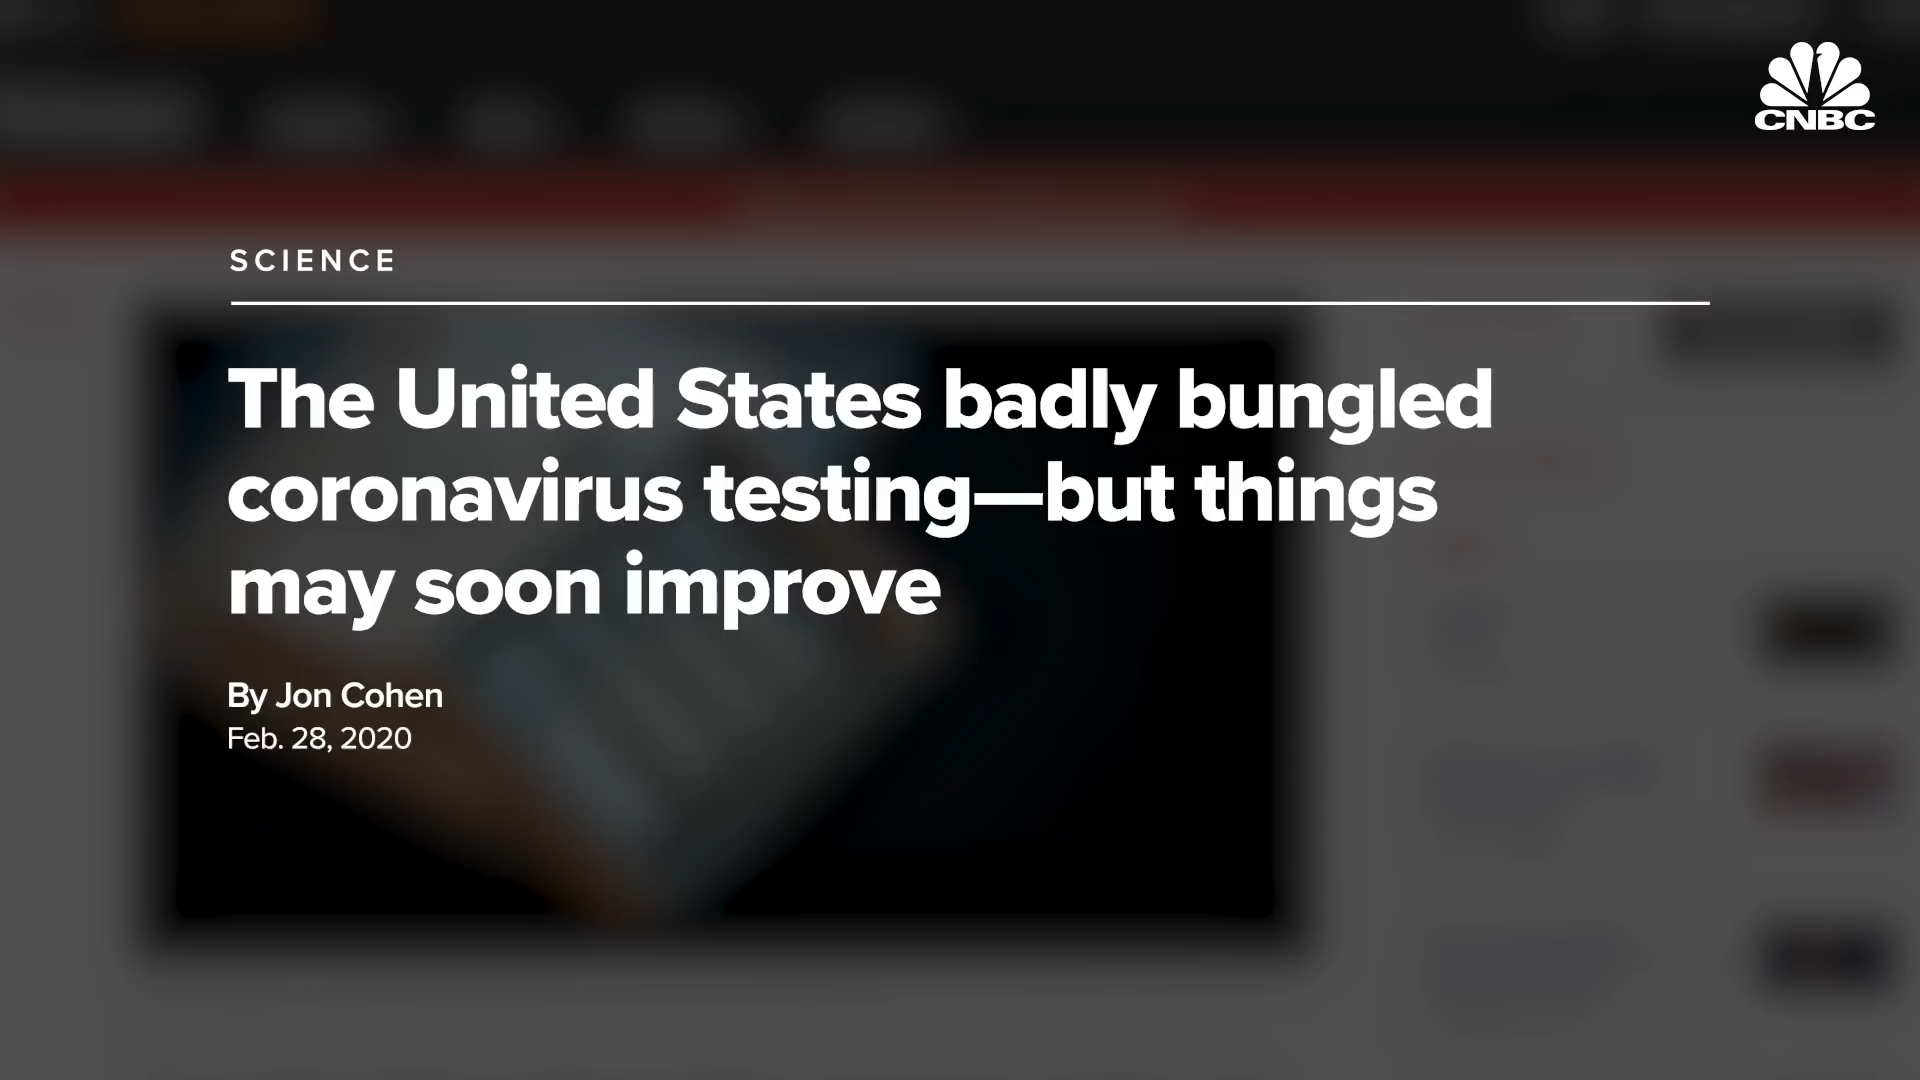 CNBC
SCIENCE
The United States badly bungled
coronavirus testing—but things
may soon improve
By Jon Cohen
Feb. 28, 2020